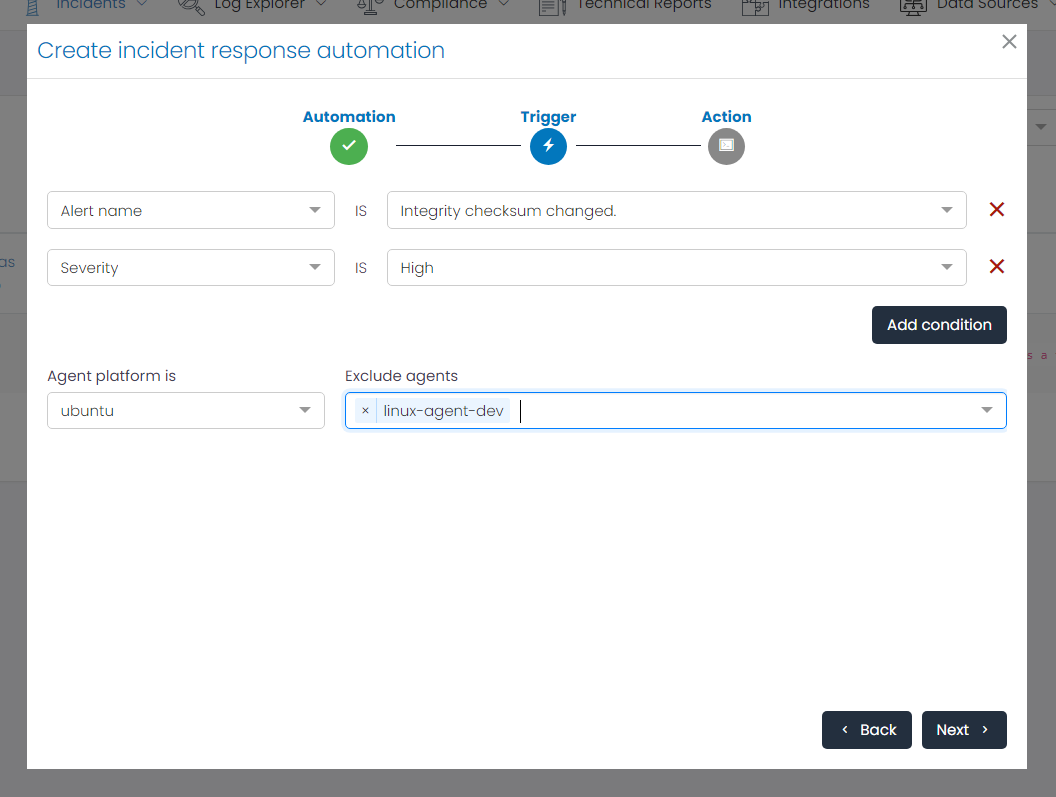 Incidents Log Explorer Compliance Technical Reports Integrations Data Sources
Create incident response automation
Automation Trigger Action
Alert name IS Integrity checksum changed.
Severity IS High
as
s a
Add condition
Agent platform is Exclude agents
ubuntu × linux-agent-dev
Back Next